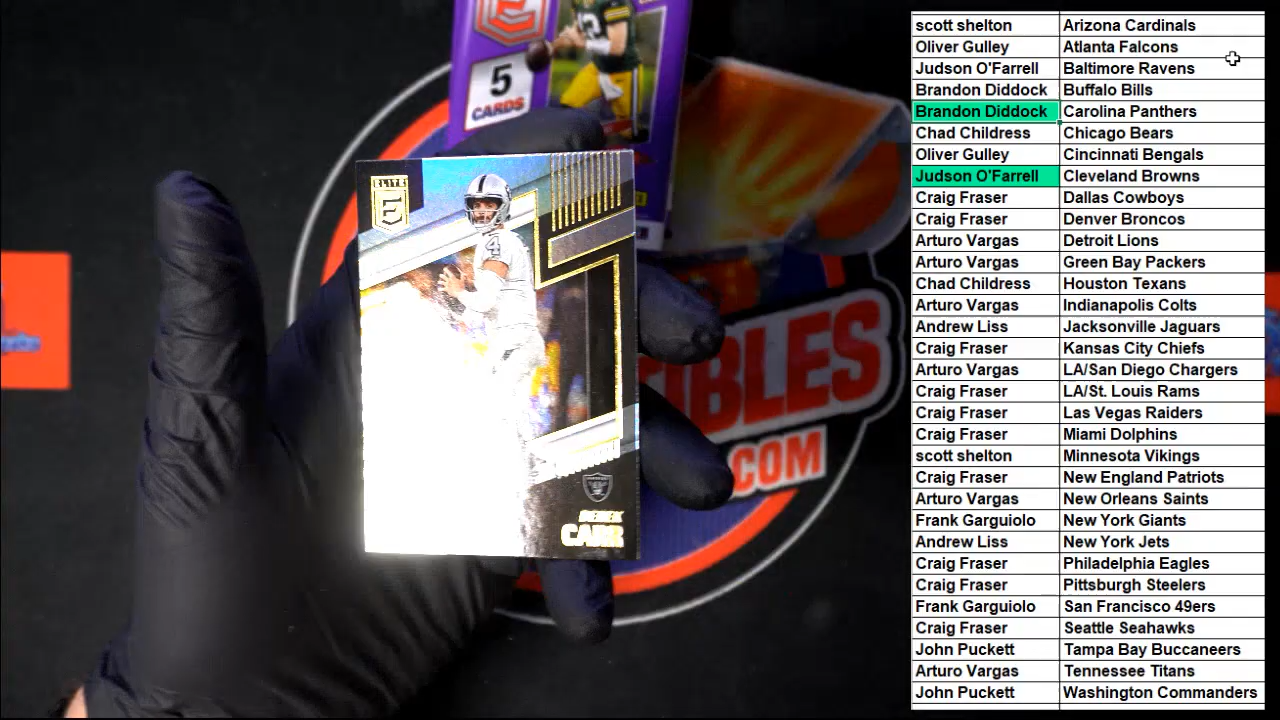 5
CARDS
ELITE
E
4
DEREK
CARR
IBLES
.COM
scott shelton Arizona Cardinals
Oliver Gulley Atlanta Falcons
Judson O'Farrell Baltimore Ravens
Brandon Diddock Buffalo Bills
Brandon Diddock Carolina Panthers
Chad Childress Chicago Bears
Oliver Gulley Cincinnati Bengals
Judson O'Farrell Cleveland Browns
Craig Fraser Dallas Cowboys
Craig Fraser Denver Broncos
Arturo Vargas Detroit Lions
Arturo Vargas Green Bay Packers
Chad Childress Houston Texans
Arturo Vargas Indianapolis Colts
Andrew Liss Jacksonville Jaguars
Craig Fraser Kansas City Chiefs
Arturo Vargas LA/San Diego Chargers
Craig Fraser LA/St. Louis Rams
Craig Fraser Las Vegas Raiders
Craig Fraser Miami Dolphins
scott shelton Minnesota Vikings
Craig Fraser New England Patriots
Arturo Vargas New Orleans Saints
Frank Garguiolo New York Giants
Andrew Liss New York Jets
Craig Fraser Philadelphia Eagles
Craig Fraser Pittsburgh Steelers
Frank Garguiolo San Francisco 49ers
Craig Fraser Seattle Seahawks
John Puckett Tampa Bay Buccaneers
Arturo Vargas Tennessee Titans
John Puckett Washington Commanders